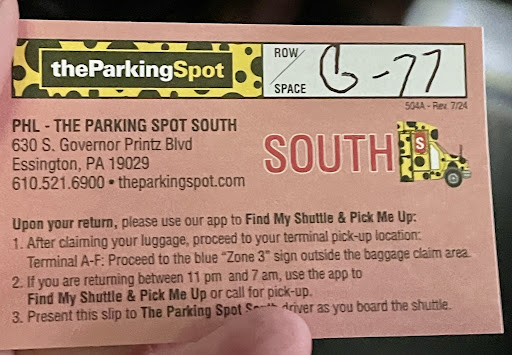 theParkingSpot
ROW/
SPACE
G-77
504A - Rev. 7/24
PHL - THE PARKING SPOT SOUTH
630 S. Governor Printz Blvd
Essington, PA 19029
610.521.6900 • theparkingspot.com
SOUTH
S
Upon your return, please use our app to Find My Shuttle & Pick Me Up:
1. After claiming your luggage, proceed to your terminal pick-up location:
Terminal A-F: Proceed to the blue "Zone 3" sign outside the baggage claim area.
2. If you are returning between 11 pm and 7 am, use the app to
Find My Shuttle & Pick Me Up or call for pick-up.
3. Present this slip to The Parking Spot driver as you board the shuttle.